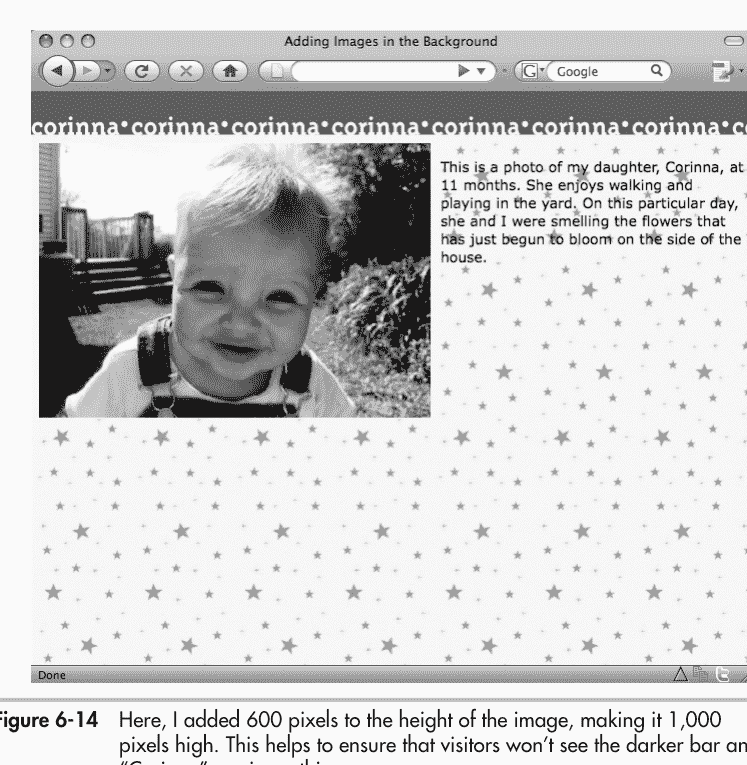 Adding Images in the Background
G Google
corinna•corinna•corinna•corinna•corinna•corinna•corinna•
This is a photo of my daughter, Corinna, at
11 months. She enjoys walking and
playing in the yard. On this particular day,
she and I were smelling the flowers that
has just begun to bloom on the side of the
house.
Done
Figure 6-14 Here, I added 600 pixels to the height of the image, making it 1,000
pixels high. This helps to ensure that visitors won't see the darker bar